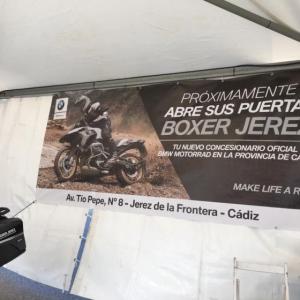 PRÓXIMAMENTE
ABRE SUS PUERTA
BOXER JERE
TU NUEVO CONCESIONARIO OFICIAL
BMW MOTORRAD EN LA PROVINCIA DE CÁ
MAKE LIFE A R
Av. Tío Pepe, Nº 8 - Jerez de la Frontera - Cádiz